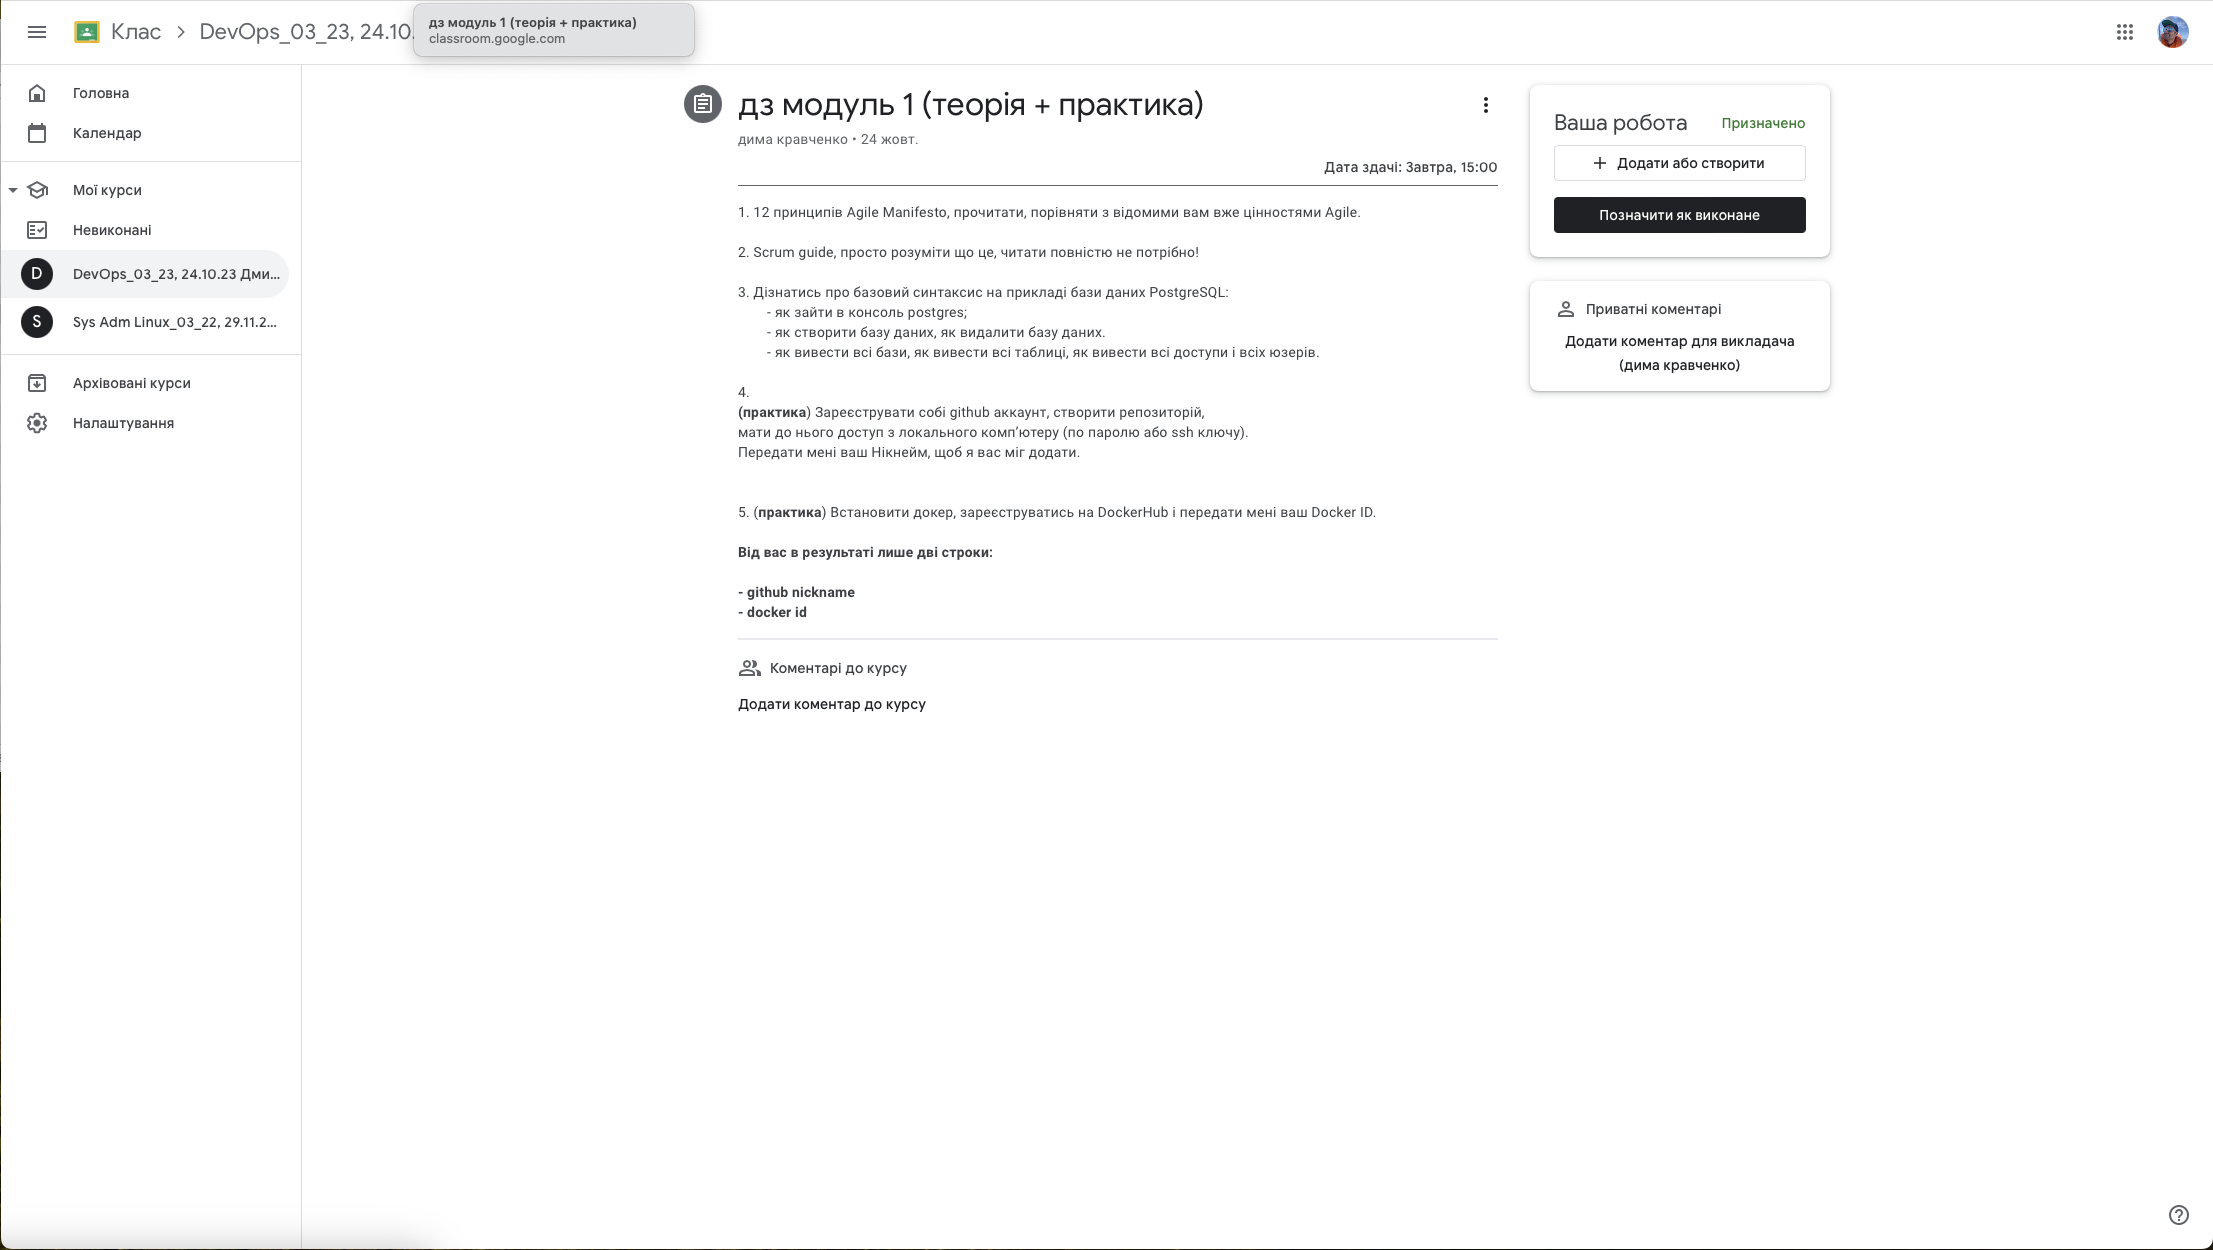 Клас > DevOps_03_23, 24.10.
дз модуль 1 (теорія + практика)
classroom.google.com
Головна
Календар
Мої курси
Невиконані
D DevOps_03_23, 24.10.23 Дми...
S Sys Adm Linux_03_22, 29.11.2...
Архівовані курси
Налаштування
дз модуль 1 (теорія + практика)
дима кравченко • 24 жовт.
Дата здачі: Завтра, 15:00
1. 12 принципів Agile Manifesto, прочитати, порівняти з відомими вам вже цінностями Agile.
2. Scrum guide, просто розуміти що це, читати повністю не потрібно!
3. Дізнатись про базовий синтаксис на прикладі бази даних PostgreSQL:
- як зайти в консоль postgres;
- як створити базу даних, як видалити базу даних.
- як вивести всі бази, як вивести всі таблиці, як вивести всі доступи і всіх юзерів.
4.
(практика) Зареєструвати собі github аккаунт, створити репозиторій,
мати до нього доступ з локального комп’ютеру (по паролю або ssh ключу).
Передати мені ваш Нікнейм, щоб я вас міг додати.
5. (практика) Встановити докер, зареєструватись на DockerHub і передати мені ваш Docker ID.
Від вас в результаті лише дві строки:
- github nickname
- docker id
Коментарі до курсу
Додати коментар до курсу
Ваша робота
Призначено
+ Додати або створити
Позначити як виконане
Приватні коментарі
Додати коментар для викладача
(дима кравченко)